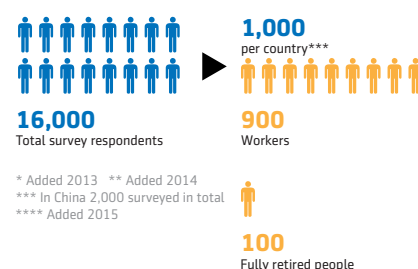 16,000
Total survey respondents
* Added 2013 ** Added 2014
*** In China 2,000 surveyed in total
**** Added 2015
1,000
per country***
900
Workers
100
Fully retired people